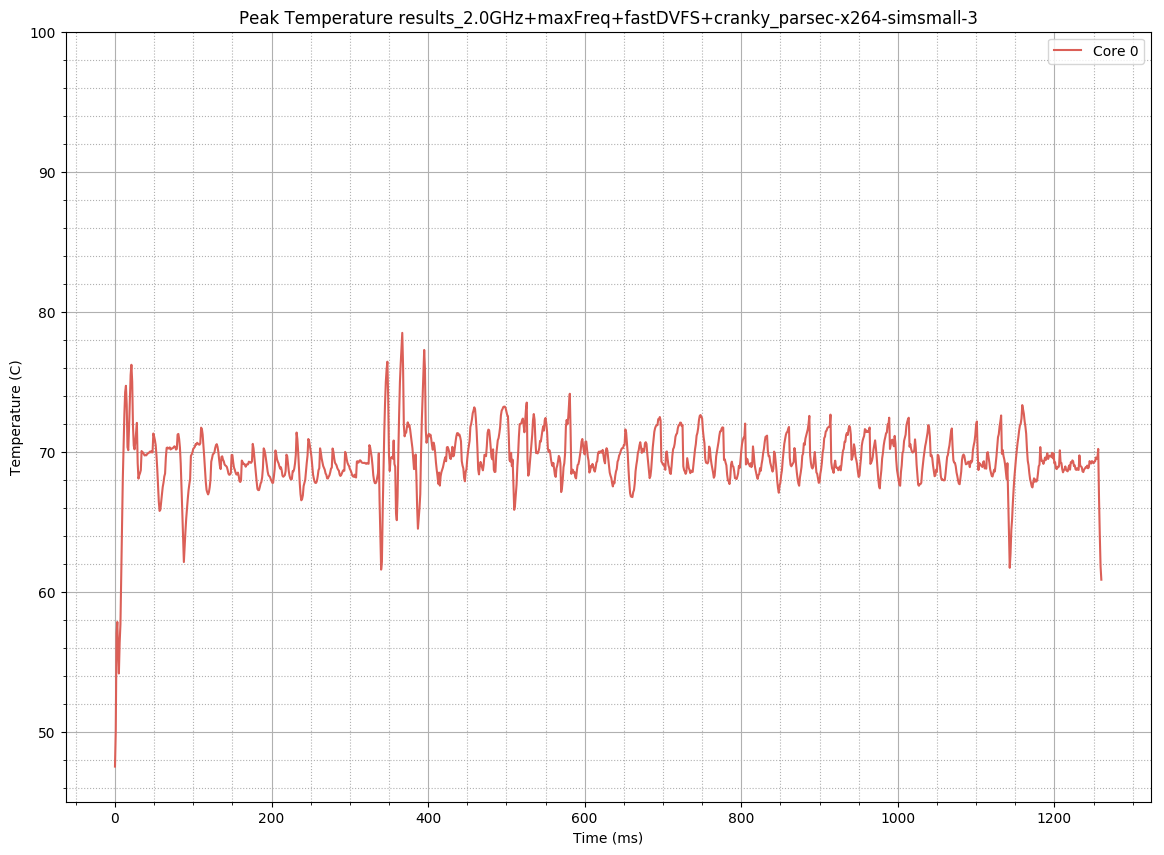 Peak Temperature results_2.0GHz+maxFreq+fastDVFS+cranky_parsec-x264-simsmall-3
Core 0
100
90
80
70
60
50
Temperature (C)
0 200 400 600 800 1000 1200
Time (ms)